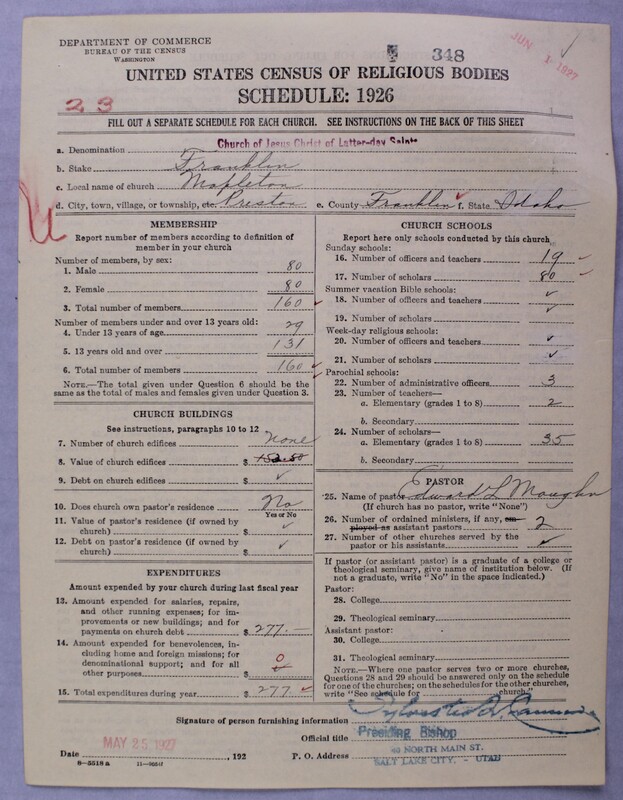 DEPARTMENT OF COMMERCE
BUREAU OF THE CENSUS
WASHINGTON
348
JUN 1 1927
UNITED STATES CENSUS OF RELIGIOUS BODIES
SCHEDULE: 1926
23
FILL OUT A SEPARATE SCHEDULE FOR EACH CHURCH. SEE INSTRUCTIONS ON THE BACK OF THIS SHEET
a. Denomination Church of Jesus Christ of Latter-day Saints
b. Stake Franklin
c. Local name of church Mapleton
d. City, town, village, or township, etc. Preston e. County Franklin f. State Idaho
MEMBERSHIP
Report number of members according to definition of
member in your church
Number of members, by sex:
1. Male 80
2. Female 80
3. Total number of members 160
Number of members under and over 13 years old:
4. Under 13 years of age 29
5. 13 years old and over 131
6. Total number of members 160
NOTE.—The total given under Question 6 should be
same as the total of males and females given under Question 3.
CHURCH BUILDINGS
See instructions, paragraphs 10 to 12
7. Number of church edifices None
8. Value of church edifices $
9. Debt on church edifices $ ✓
10. Does church own pastor's residence No
Yes or No
11. Value of pastor's residence (if owned by
church) $ ✓
12. Debt on pastor's residence (if owned by
church) $ ✓
EXPENDITURES
Amount expended by your church during last fiscal year
13. Amount expended for salaries, repairs,
and other running expenses; for im-
provements or new buildings; and for
payments on church debt $ 277.—
14. Amount expended for benevolences, in-
cluding home and foreign missions; for
denominational support; and for all
other purposes $ 0
15. Total expenditures during year $ 277
CHURCH SCHOOLS
Report here only schools conducted by this church
Sunday schools:
16. Number of officers and teachers 19
17. Number of scholars 80
Summer vacation Bible schools:
18. Number of officers and teachers ✓
19. Number of scholars ✓
Week-day religious schools:
20. Number of officers and teachers ✓
21. Number of scholars ✓
Parochial schools:
22. Number of administrative officers 3
23. Number of teachers—
a. Elementary (grades 1 to 8) 2
b. Secondary
24. Number of scholars—
a. Elementary (grades 1 to 8) 35
b. Secondary
PASTOR
25. Name of pastor Edward L Maughn
(If church has no pastor, write "None")
26. Number of ordained ministers, if any, em-
ployed as assistant pastors 2
27. Number of other churches served by the
pastor or his assistants ✓
If pastor (or assistant pastor) is a graduate of a college or
theological seminary, give name of institution below. (If
not a graduate, write "No" in the space indicated.)
Pastor:
28. College
29. Theological seminary
Assistant pastor:
30. College
31. Theological seminary
NOTE.—Where one pastor serves two or more churches,
Questions 28 and 29 should be answered only on the schedule
for one of the churches; on the schedules for the other churches,
write "See schedule for church."
Signature of person furnishing information Sylvester Q. Cannon
Official title Presiding Bishop
Date MAY 25 1927, 192 P. O. Address 40 NORTH MAIN ST.
SALT LAKE CITY - UTAH
8—5518a